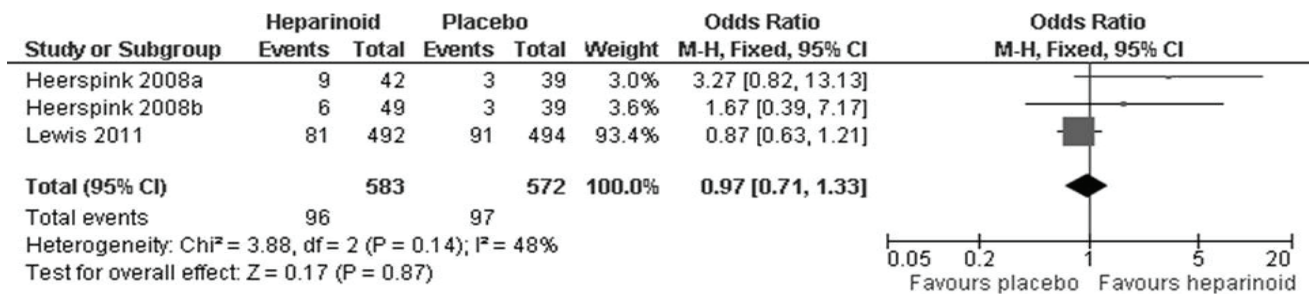 Heparinoid Placebo Odds Ratio Odds Ratio
Study or Subgroup Events Total Events Total Weight M-H, Fixed, 95% CI M-H, Fixed, 95% CI
Heerspink 2008a 9 42 3 39 3.0% 3.27 [0.82, 13.13]
Heerspink 2008b 6 49 3 39 3.6% 1.67 [0.39, 7.17]
Lewis 2011 81 492 91 494 93.4% 0.87 [0.63, 1.21]
Total (95% CI) 583 572 100.0% 0.97 [0.71, 1.33]
Total events 96 97
Heterogeneity: Chi² = 3.88, df = 2 (P = 0.14); I² = 48%
Test for overall effect: Z = 0.17 (P = 0.87)
0.05 0.2 1 5 20
Favours placebo Favours heparinoid